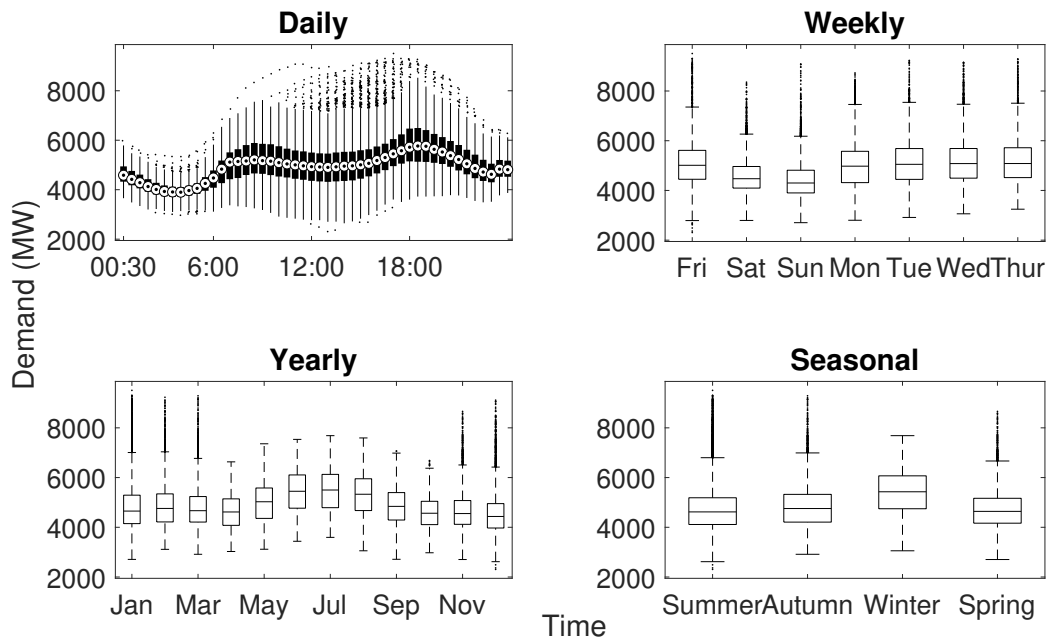 Daily
8000
6000
4000
2000
00:30 6:00 12:00 18:00
Weekly
8000
6000
4000
2000
Fri Sat Sun Mon Tue Wed Thur
Demand (MW)
Yearly
8000
6000
4000
2000
Jan Mar May Jul Sep Nov
Seasonal
8000
6000
4000
2000
Summer Autumn Winter Spring
Time